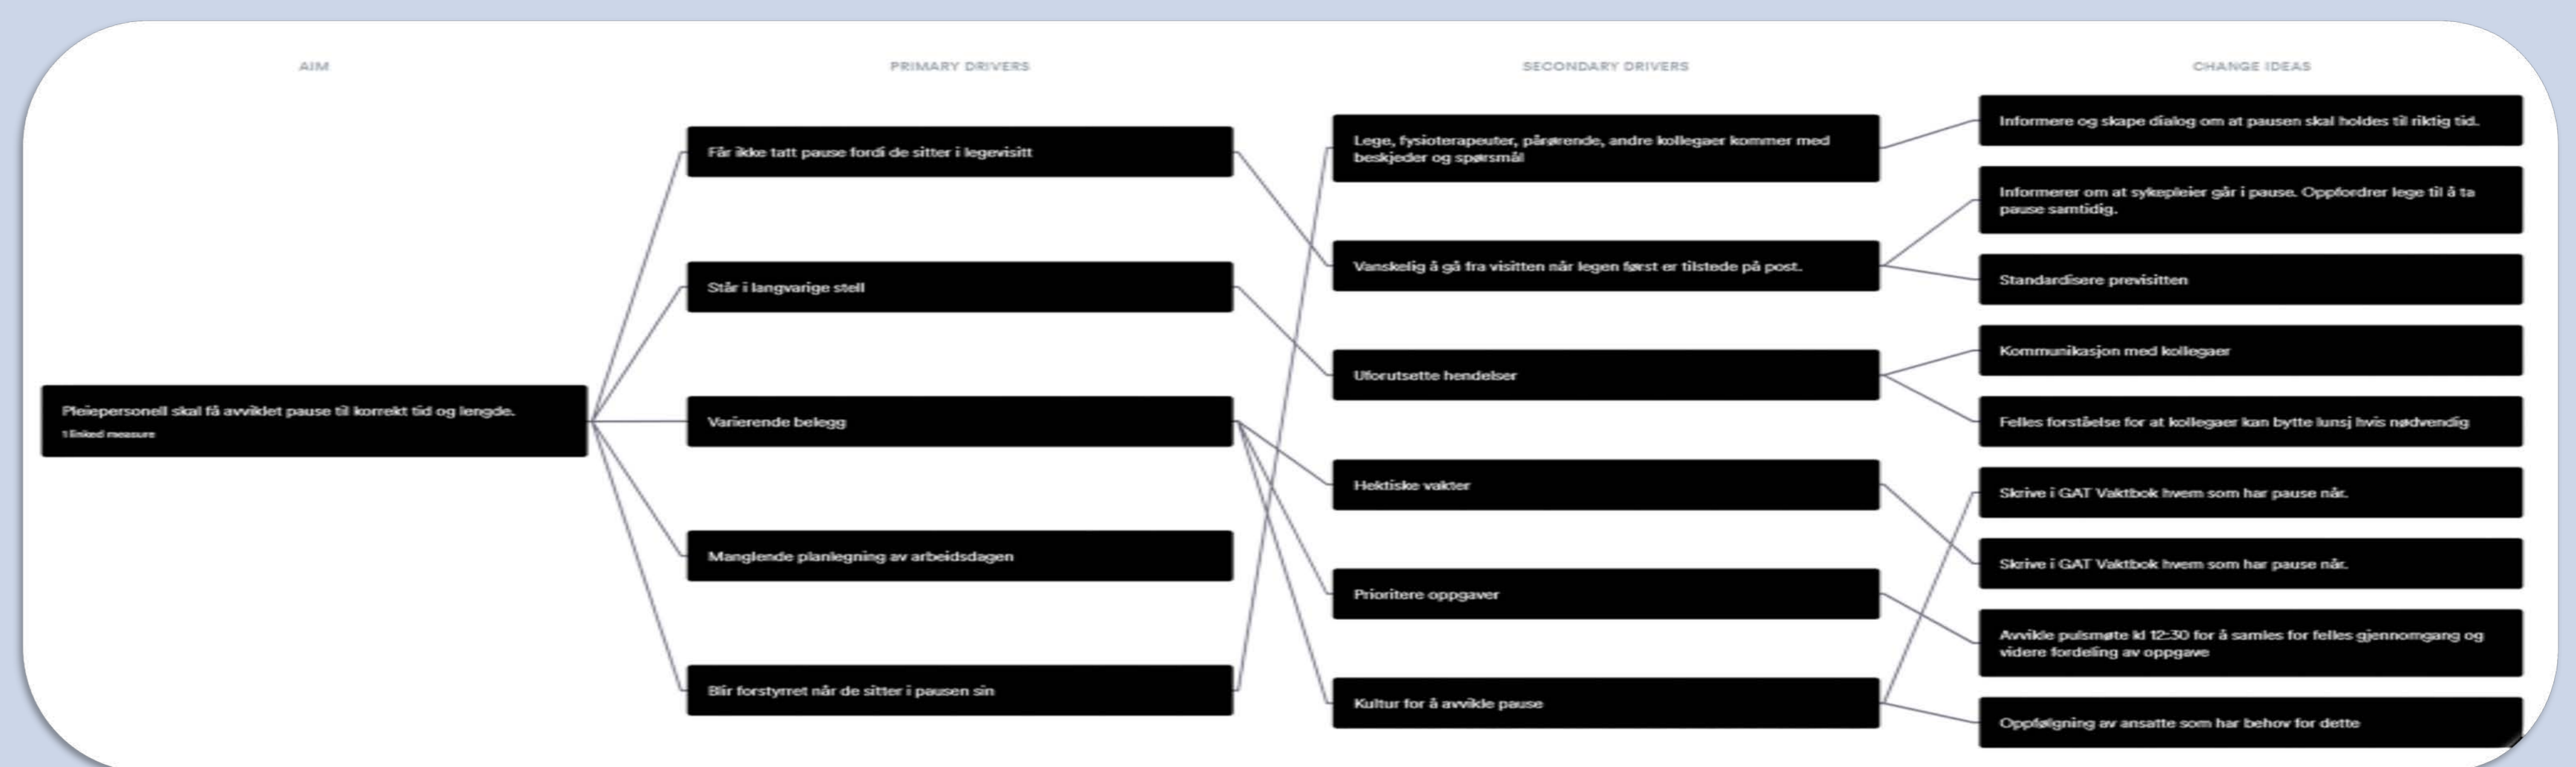 AIM
PRIMARY DRIVERS
SECONDARY DRIVERS
CHANGE IDEAS
Pleiepersonell skal få avviklet pause til korrekt tid og lengde.
1 linked measure
Får ikke tatt pause fordi de sitter i legevisitt
Står i langvarige stell
Varierende belegg
Manglende planlegning av arbeidsdagen
Blir forstyrret når de sitter i pausen sin
Lege, fysioterapeuter, pårørende, andre kollegaer kommer med
beskjeder og spørsmål
Vanskelig å gå fra visitten når legen først er tilstede på post.
Uforutsette hendelser
Hektiske vakter
Prioritere oppgaver
Kultur for å avvikle pause
Informere og skape dialog om at pausen skal holdes til riktig tid.
Informerer om at sykepleier går i pause. Oppfordrer lege til å ta
pause samtidig.
Standardisere previsitten
Kommunikasjon med kollegaer
Felles forståelse for at kollegaer kan bytte lunsj hvis nødvendig
Skrive i GAT Vaktbok hvem som har pause når.
Skrive i GAT Vaktbok hvem som har pause når.
Avvikle pulsmøte kl 12:30 for å samles for felles gjennomgang og
videre fordeling av oppgave
Oppfølgning av ansatte som har behov for dette